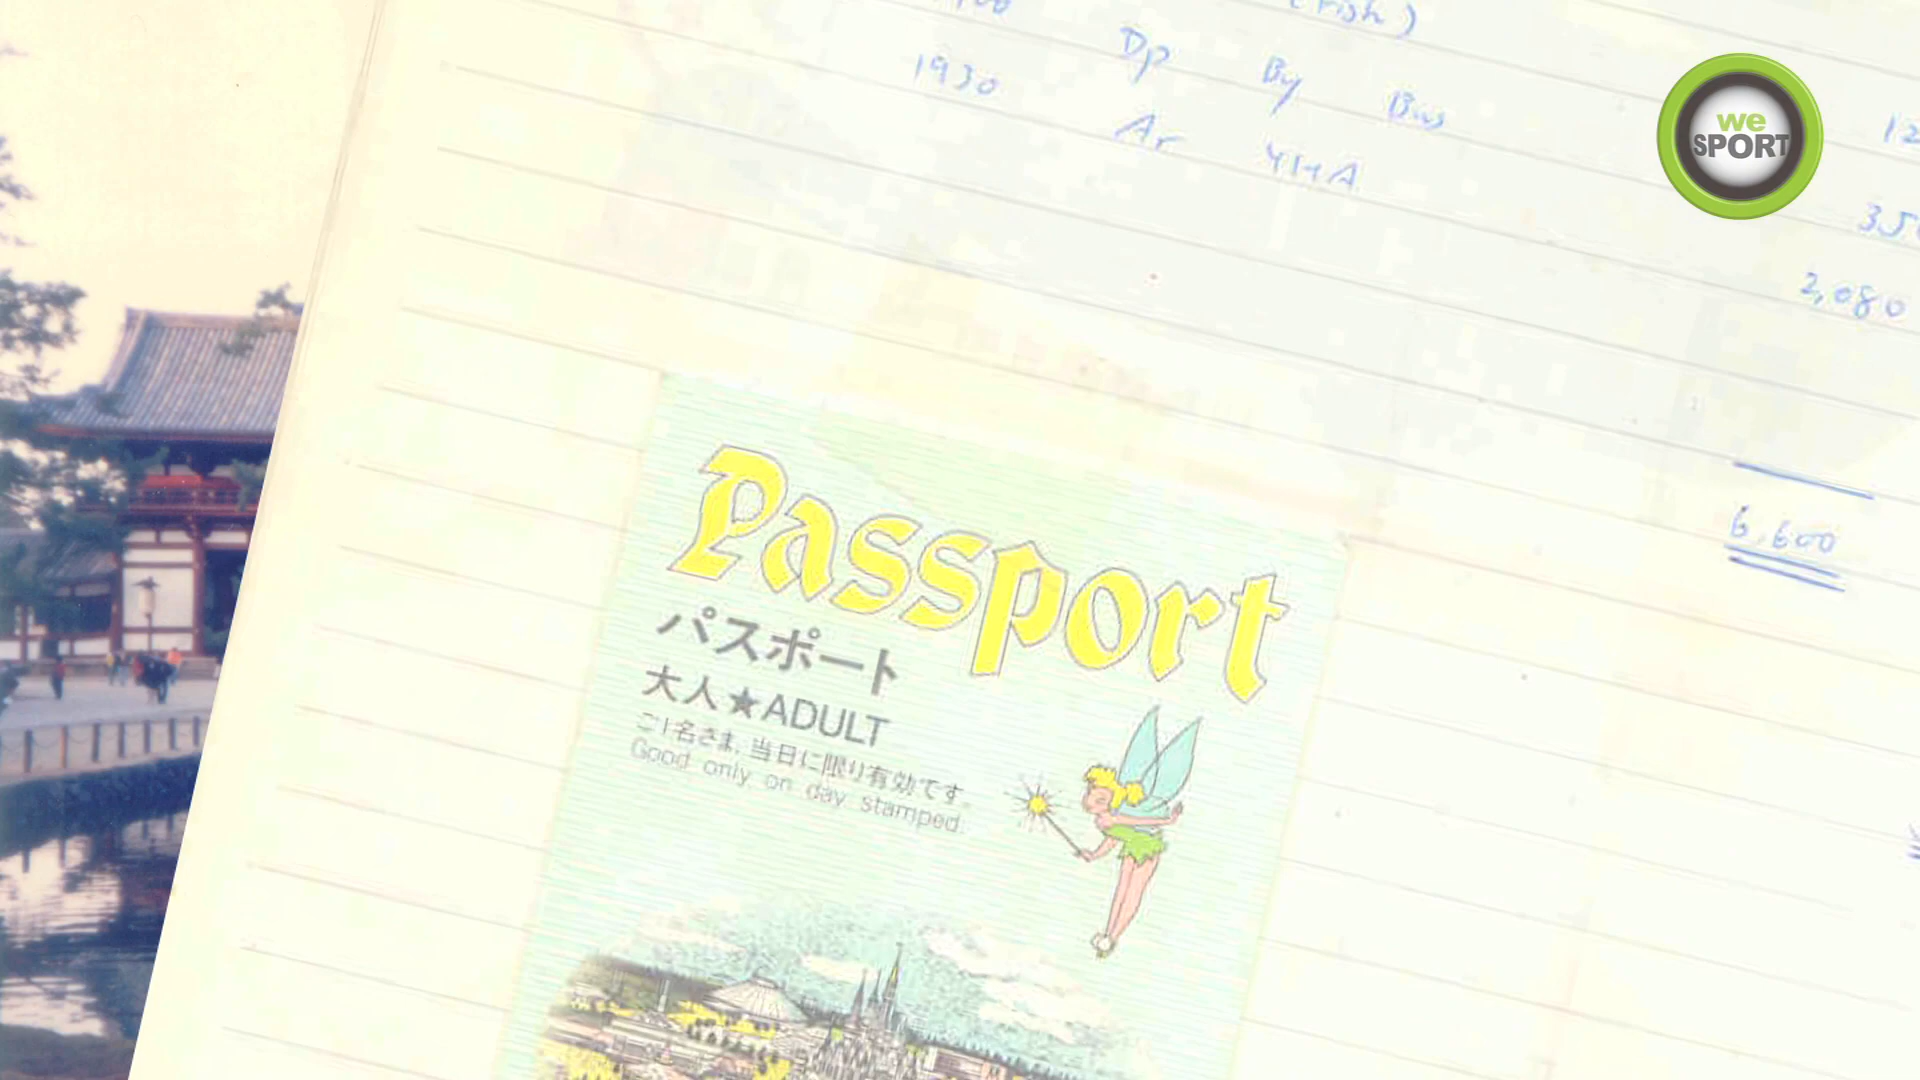 (Fish)
Dp By Bus
1930 Ar YHA
2,080
6,600
we
SPORT
Passport
パスポート
大人★ADULT
ご1名さま、当日に限り有効です。
Good only on day stamped.